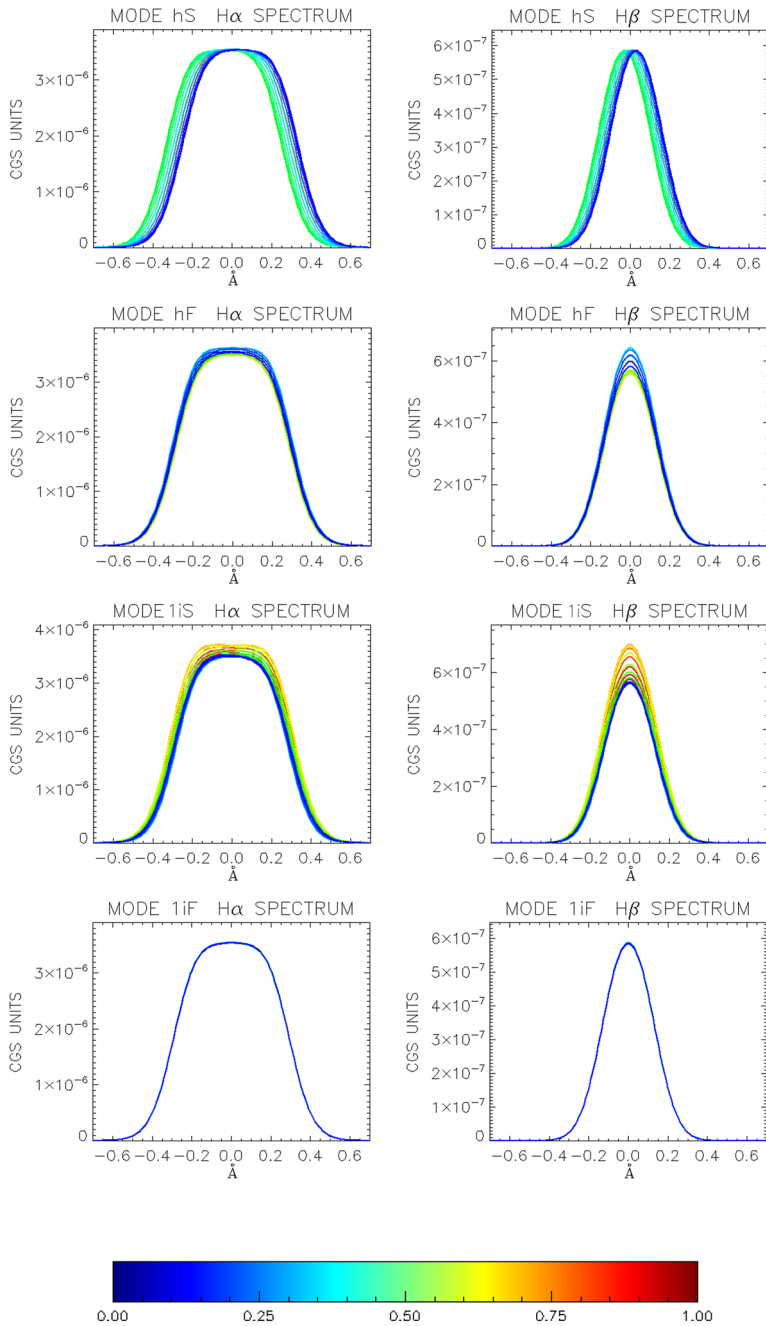 MODE hS Hα SPECTRUM
CGS UNITS
3×10⁻⁶
2×10⁻⁶
1×10⁻⁶
0
−0.6 −0.4 −0.2 0.0 0.2 0.4 0.6
Å
MODE hS Hβ SPECTRUM
CGS UNITS
6×10⁻⁷
5×10⁻⁷
4×10⁻⁷
3×10⁻⁷
2×10⁻⁷
1×10⁻⁷
0
−0.6 −0.4 −0.2 0.0 0.2 0.4 0.6
Å
MODE hF Hα SPECTRUM
CGS UNITS
3×10⁻⁶
2×10⁻⁶
1×10⁻⁶
0
−0.6 −0.4 −0.2 0.0 0.2 0.4 0.6
Å
MODE hF Hβ SPECTRUM
CGS UNITS
6×10⁻⁷
4×10⁻⁷
2×10⁻⁷
0
−0.6 −0.4 −0.2 0.0 0.2 0.4 0.6
Å
MODE 1iS Hα SPECTRUM
CGS UNITS
4×10⁻⁶
3×10⁻⁶
2×10⁻⁶
1×10⁻⁶
0
−0.6 −0.4 −0.2 0.0 0.2 0.4 0.6
Å
MODE 1iS Hβ SPECTRUM
CGS UNITS
6×10⁻⁷
4×10⁻⁷
2×10⁻⁷
0
−0.6 −0.4 −0.2 0.0 0.2 0.4 0.6
Å
MODE 1iF Hα SPECTRUM
CGS UNITS
3×10⁻⁶
2×10⁻⁶
1×10⁻⁶
0
−0.6 −0.4 −0.2 0.0 0.2 0.4 0.6
Å
MODE 1iF Hβ SPECTRUM
CGS UNITS
6×10⁻⁷
5×10⁻⁷
4×10⁻⁷
3×10⁻⁷
2×10⁻⁷
1×10⁻⁷
0
−0.6 −0.4 −0.2 0.0 0.2 0.4 0.6
Å
0.00 0.25 0.50 0.75 1.00